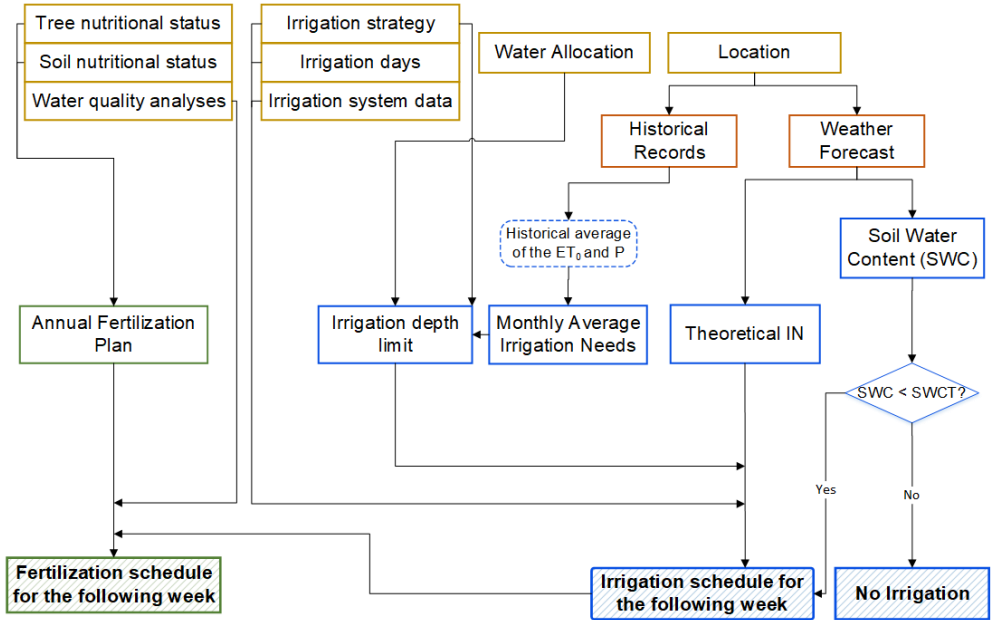 Tree nutritional status
Soil nutritional status
Water quality analyses
Irrigation strategy
Irrigation days
Irrigation system data
Water Allocation
Location
Historical
Records
Weather
Forecast
Historical average
of the ET₀ and P
Soil Water
Content (SWC)
Annual Fertilization
Plan
Irrigation depth
limit
Monthly Average
Irrigation Needs
Theoretical IN
SWC < SWCT?
Yes
No
Fertilization schedule
for the following week
Irrigation schedule for
the following week
No Irrigation